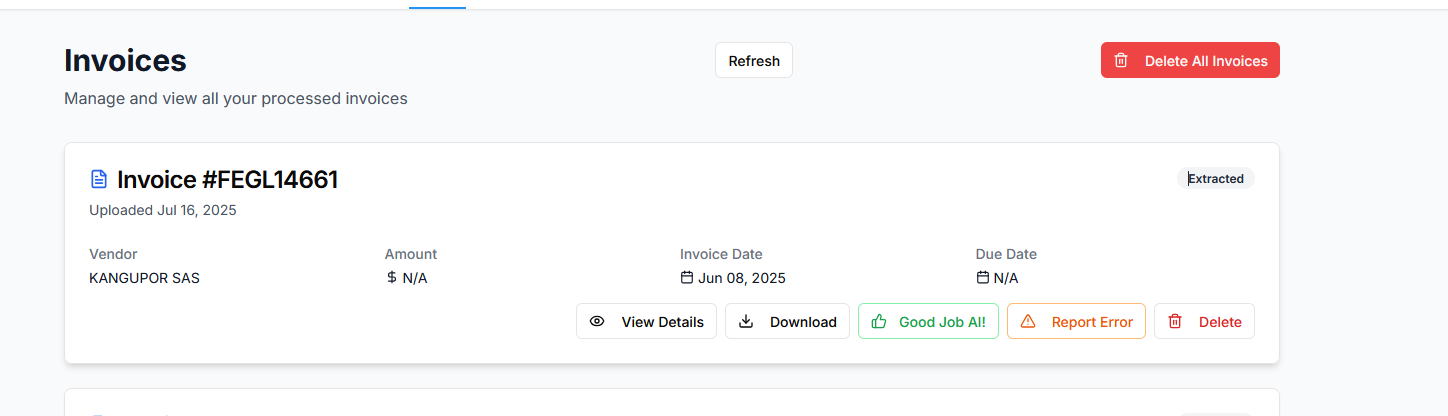 Invoices
Refresh
Delete All Invoices
Manage and view all your processed invoices
Invoice #FEGL14661
Extracted
Uploaded Jul 16, 2025
Vendor
Amount
Invoice Date
Due Date
KANGUPOR SAS
$ N/A
Jun 08, 2025
N/A
View Details
Download
Good Job AI!
Report Error
Delete